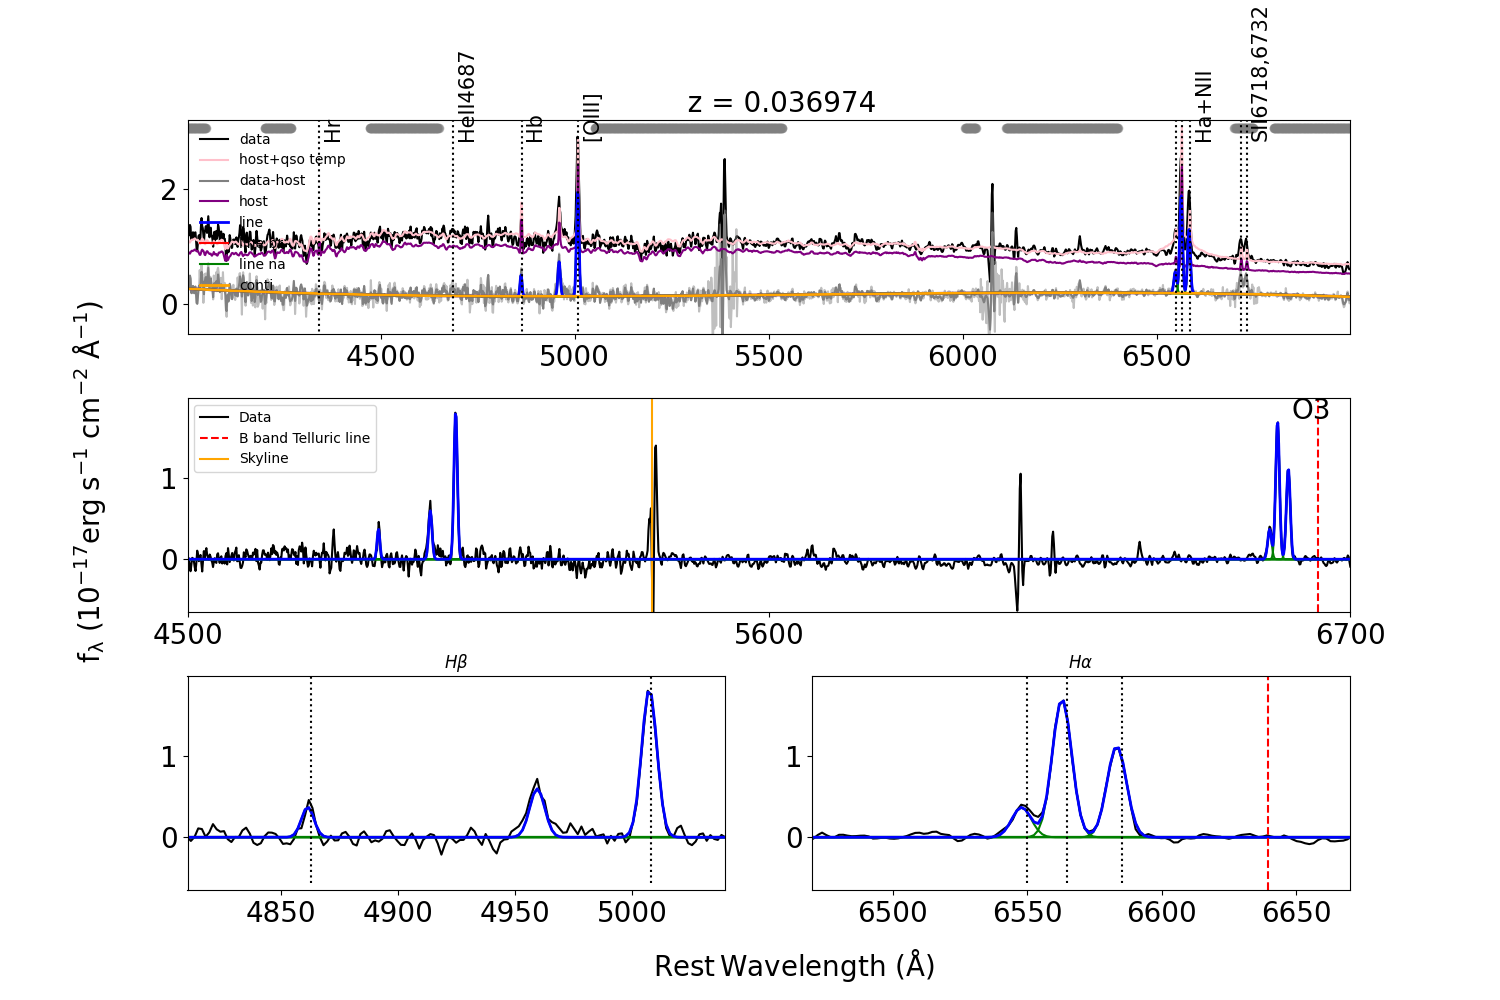 z = 0.036974
Hr
HeII4687
Hb
[OIII]
Ha+NII
SII6718,6732
data
host+qso temp
data-host
host
line
line na
conti
2
0
4500 5000 5500 6000 6500
fλ (10−17erg s−1 cm−2 Å−1)
Data
B band Telluric line
Skyline
O3
1
0
4500 5600 6700
Hβ
Hα
1
0
4850 4900 4950 5000
1
0
6500 6550 6600 6650
Rest Wavelength (Å)